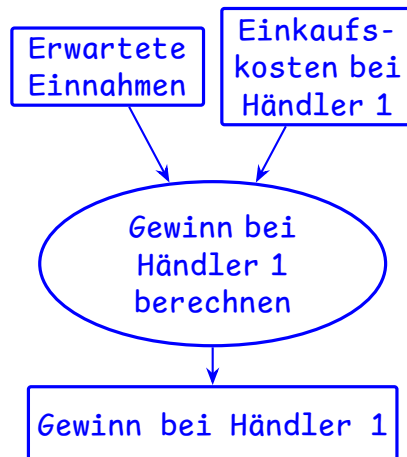 Erwartete
Einnahmen
Einkaufs-
kosten bei
Händler 1
Gewinn bei
Händler 1
berechnen
Gewinn bei Händler 1